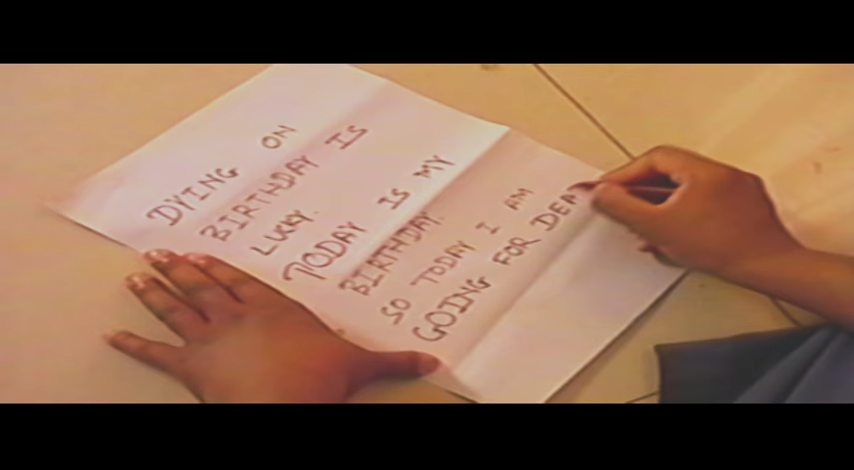 DYING ON
BIRTHDAY IS
LUCKY.
TODAY IS MY
BIRTHDAY.
SO TODAY I AM
GOING FOR DEA